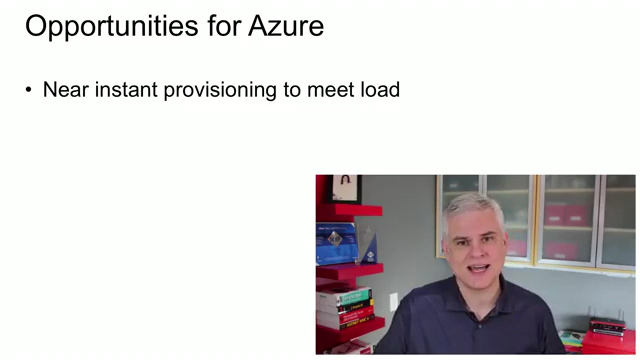 Opportunities for Azure
• Near instant provisioning to meet load